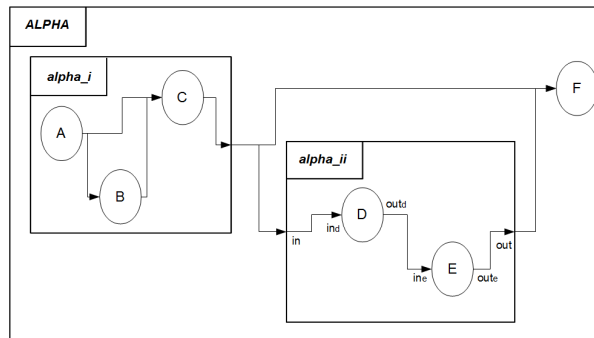 ALPHA
alpha_i
C
F
A
B
alpha_ii
D
outd
in
ind
E
out
ine
oute